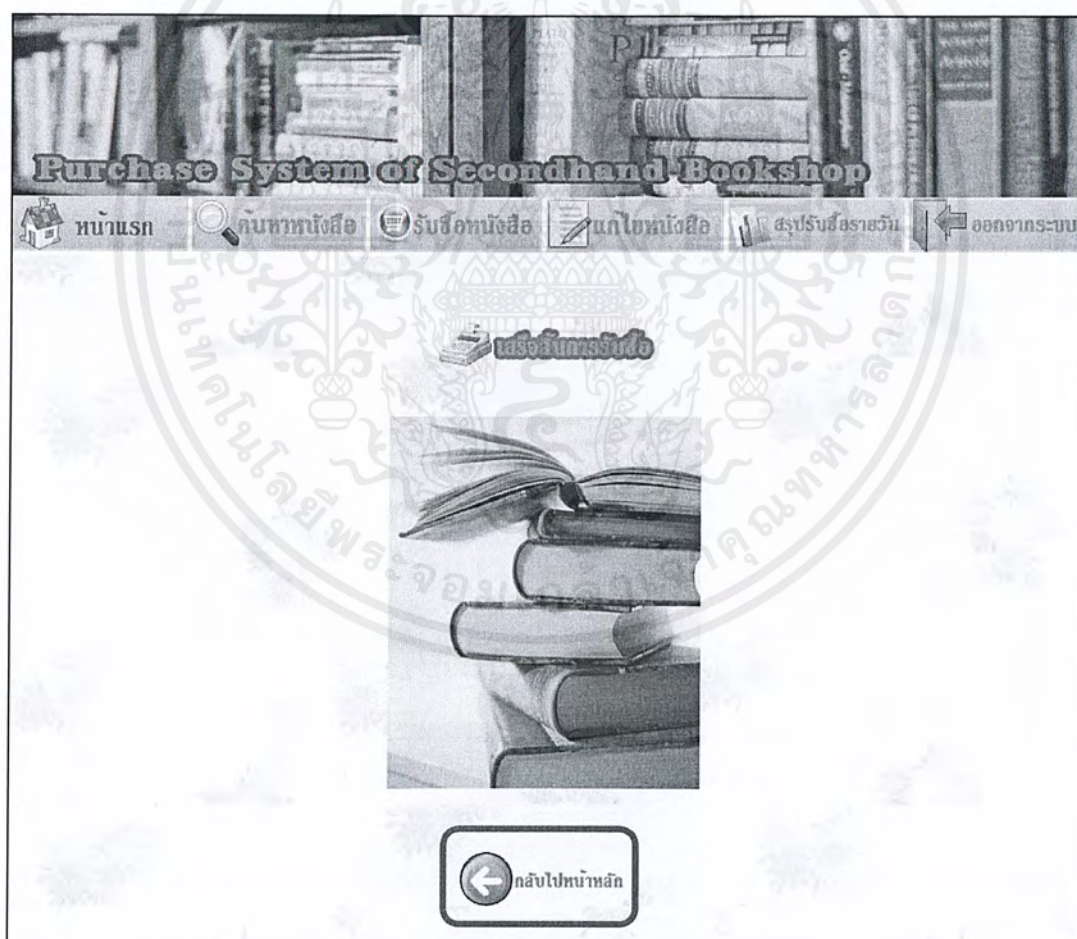 Purchase System of Secondhand Bookshop
หน้าแรก ค้นหาหนังสือ รับซื้อหนังสือ แก้ไขหนังสือ สรุปรับซื้อรายวัน ออกจากระบบ
เสร็จสิ้นการรับซื้อ
กลับไปหน้าหลัก